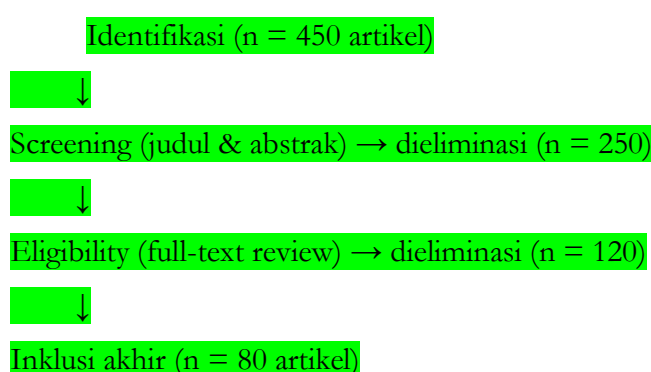 Identifikasi (n = 450 artikel)
↓
Screening (judul & abstrak) → dieliminasi (n = 250)
↓
Eligibility (full-text review) → dieliminasi (n = 120)
↓
Inklusi akhir (n = 80 artikel)